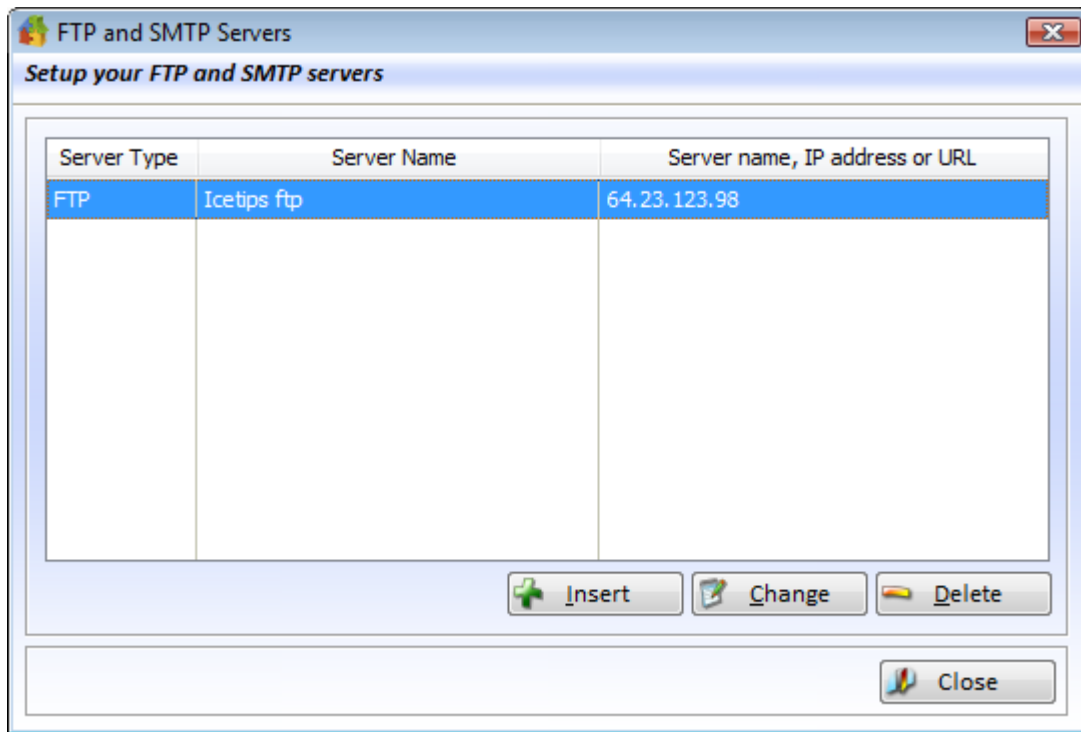 FTP and SMTP Servers
Setup your FTP and SMTP servers
Server Type Server Name Server name, IP address or URL
FTP Icetips ftp 64.23.123.98
Insert Change Delete
Close